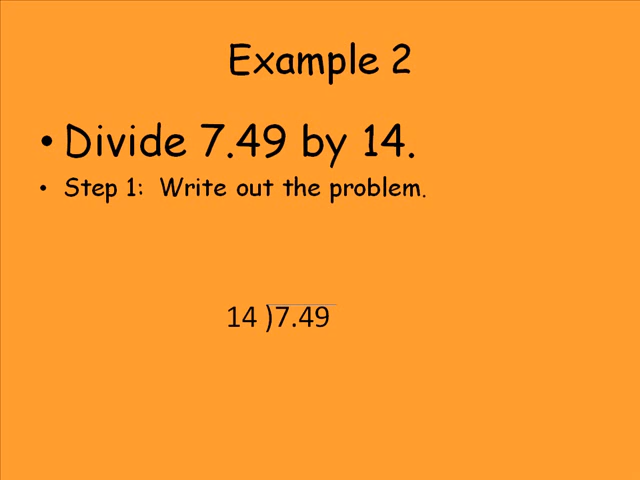 Example 2
• Divide 7.49 by 14.
• Step 1: Write out the problem.
14 )7.49